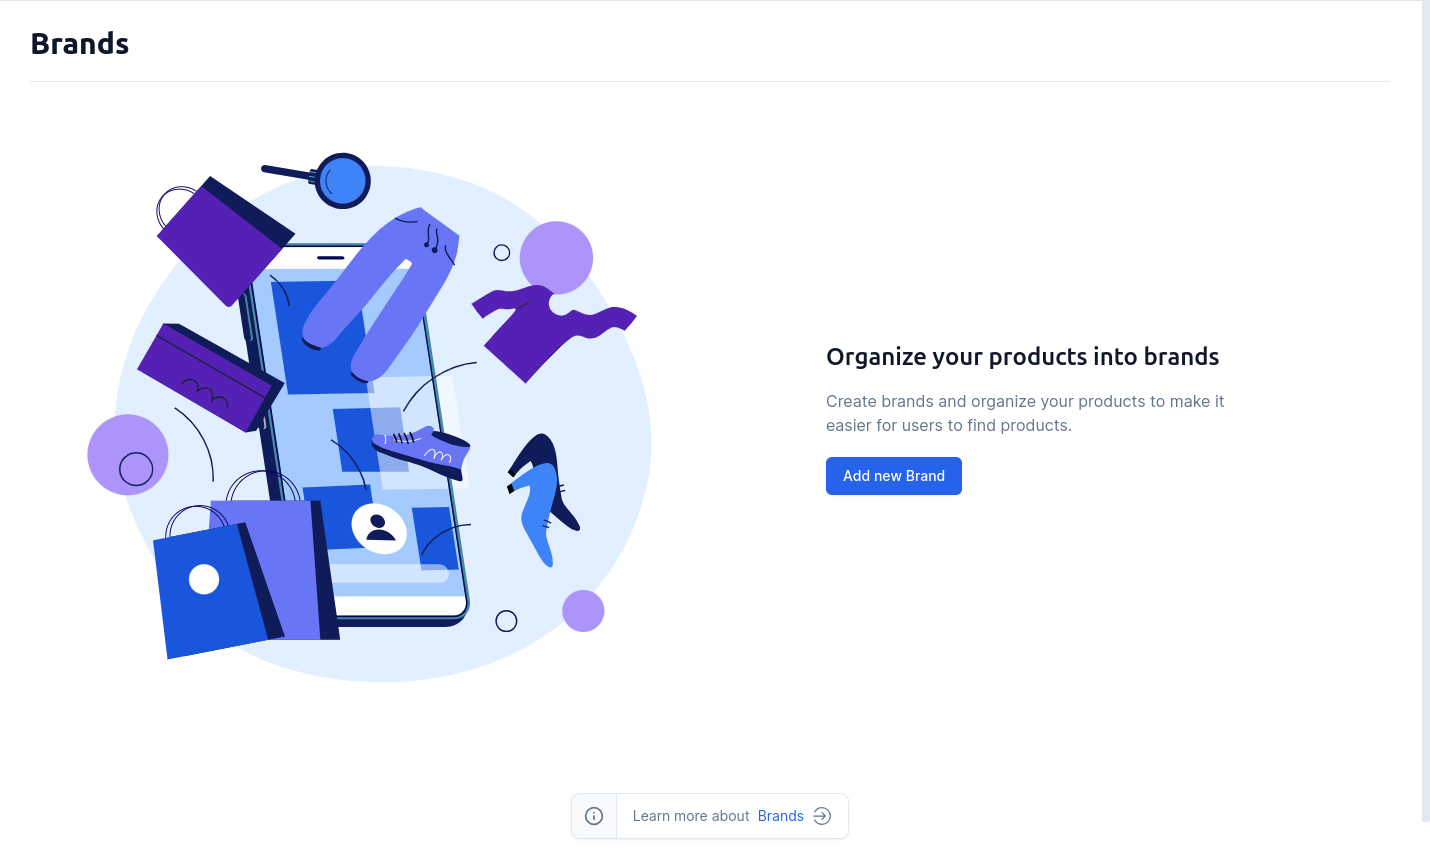 Brands
Organize your products into brands
Create brands and organize your products to make it
easier for users to find products.
Add new Brand
Learn more about Brands